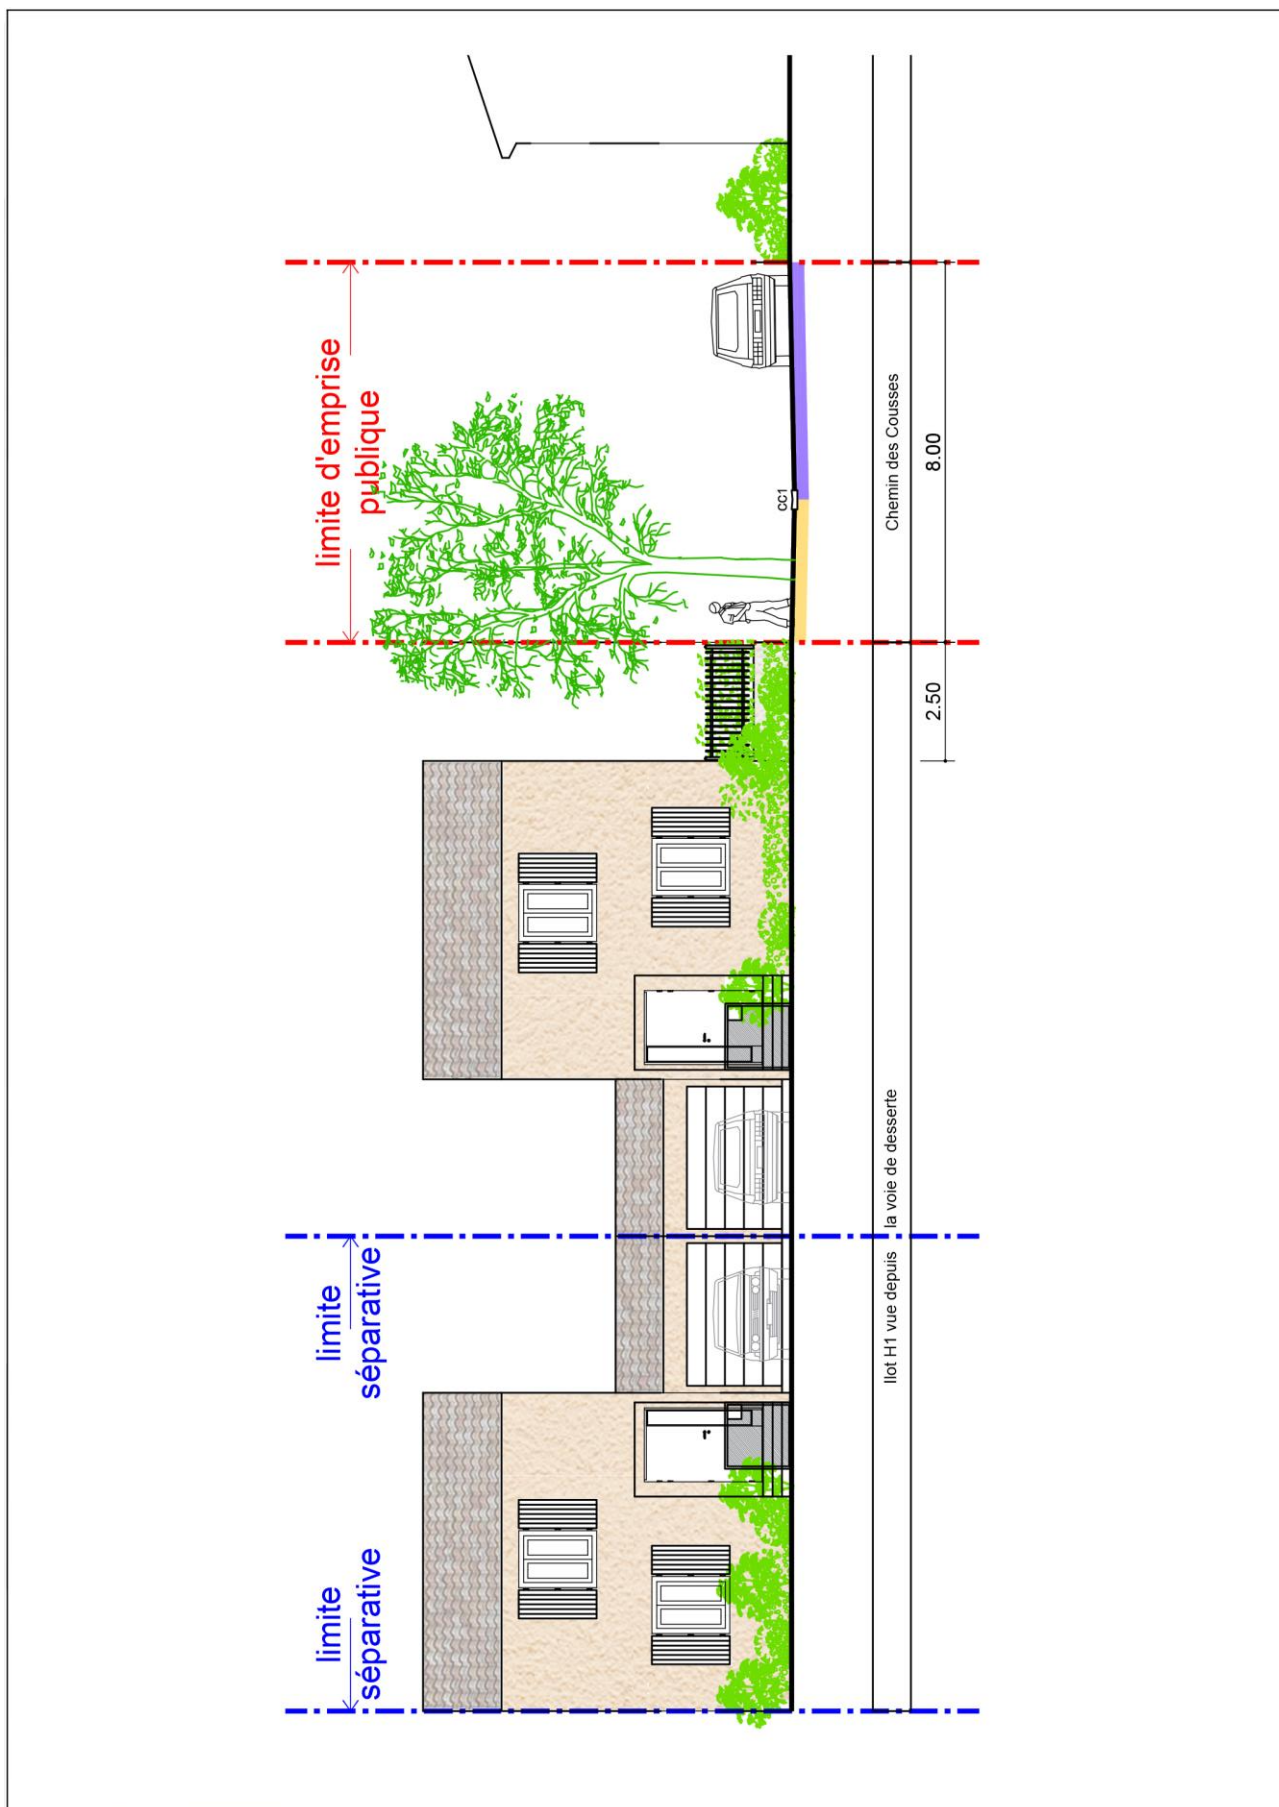 limite
séparative
limite
séparative
limite d'emprise
publique
CC1
Ilot H1 vue depuis la voie de desserte
Chemin des Cousses
2.50
8.00